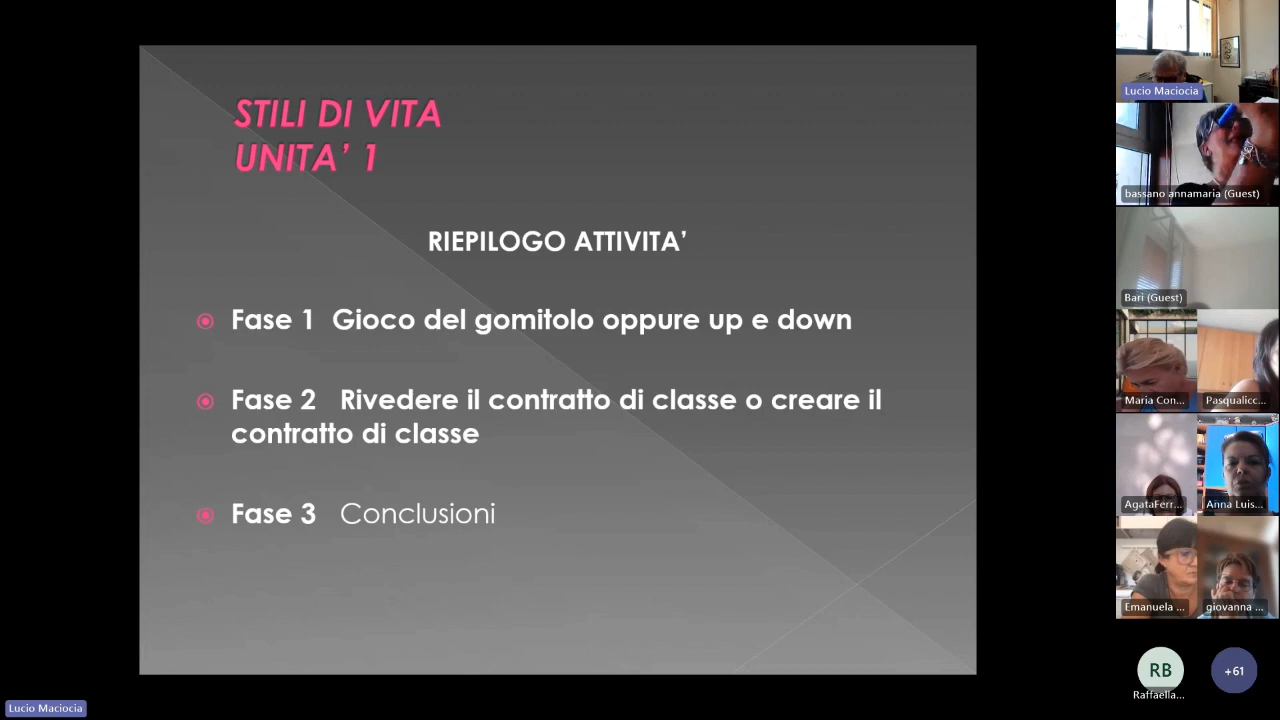 STILI DI VITA
UNITA’ 1
RIEPILOGO ATTIVITA’
Fase 1 Gioco del gomitolo oppure up e down
Fase 2 Rivedere il contratto di classe o creare il
contratto di classe
Fase 3 Conclusioni
Lucio Maciocia
bassano annamaria (Guest)
Bari (Guest)
Maria Con...
Pasqualicc...
AgataFerr...
Anna Luis...
Emanuela ...
giovanna ...
RB
+61
Raffaella...
Lucio Maciocia